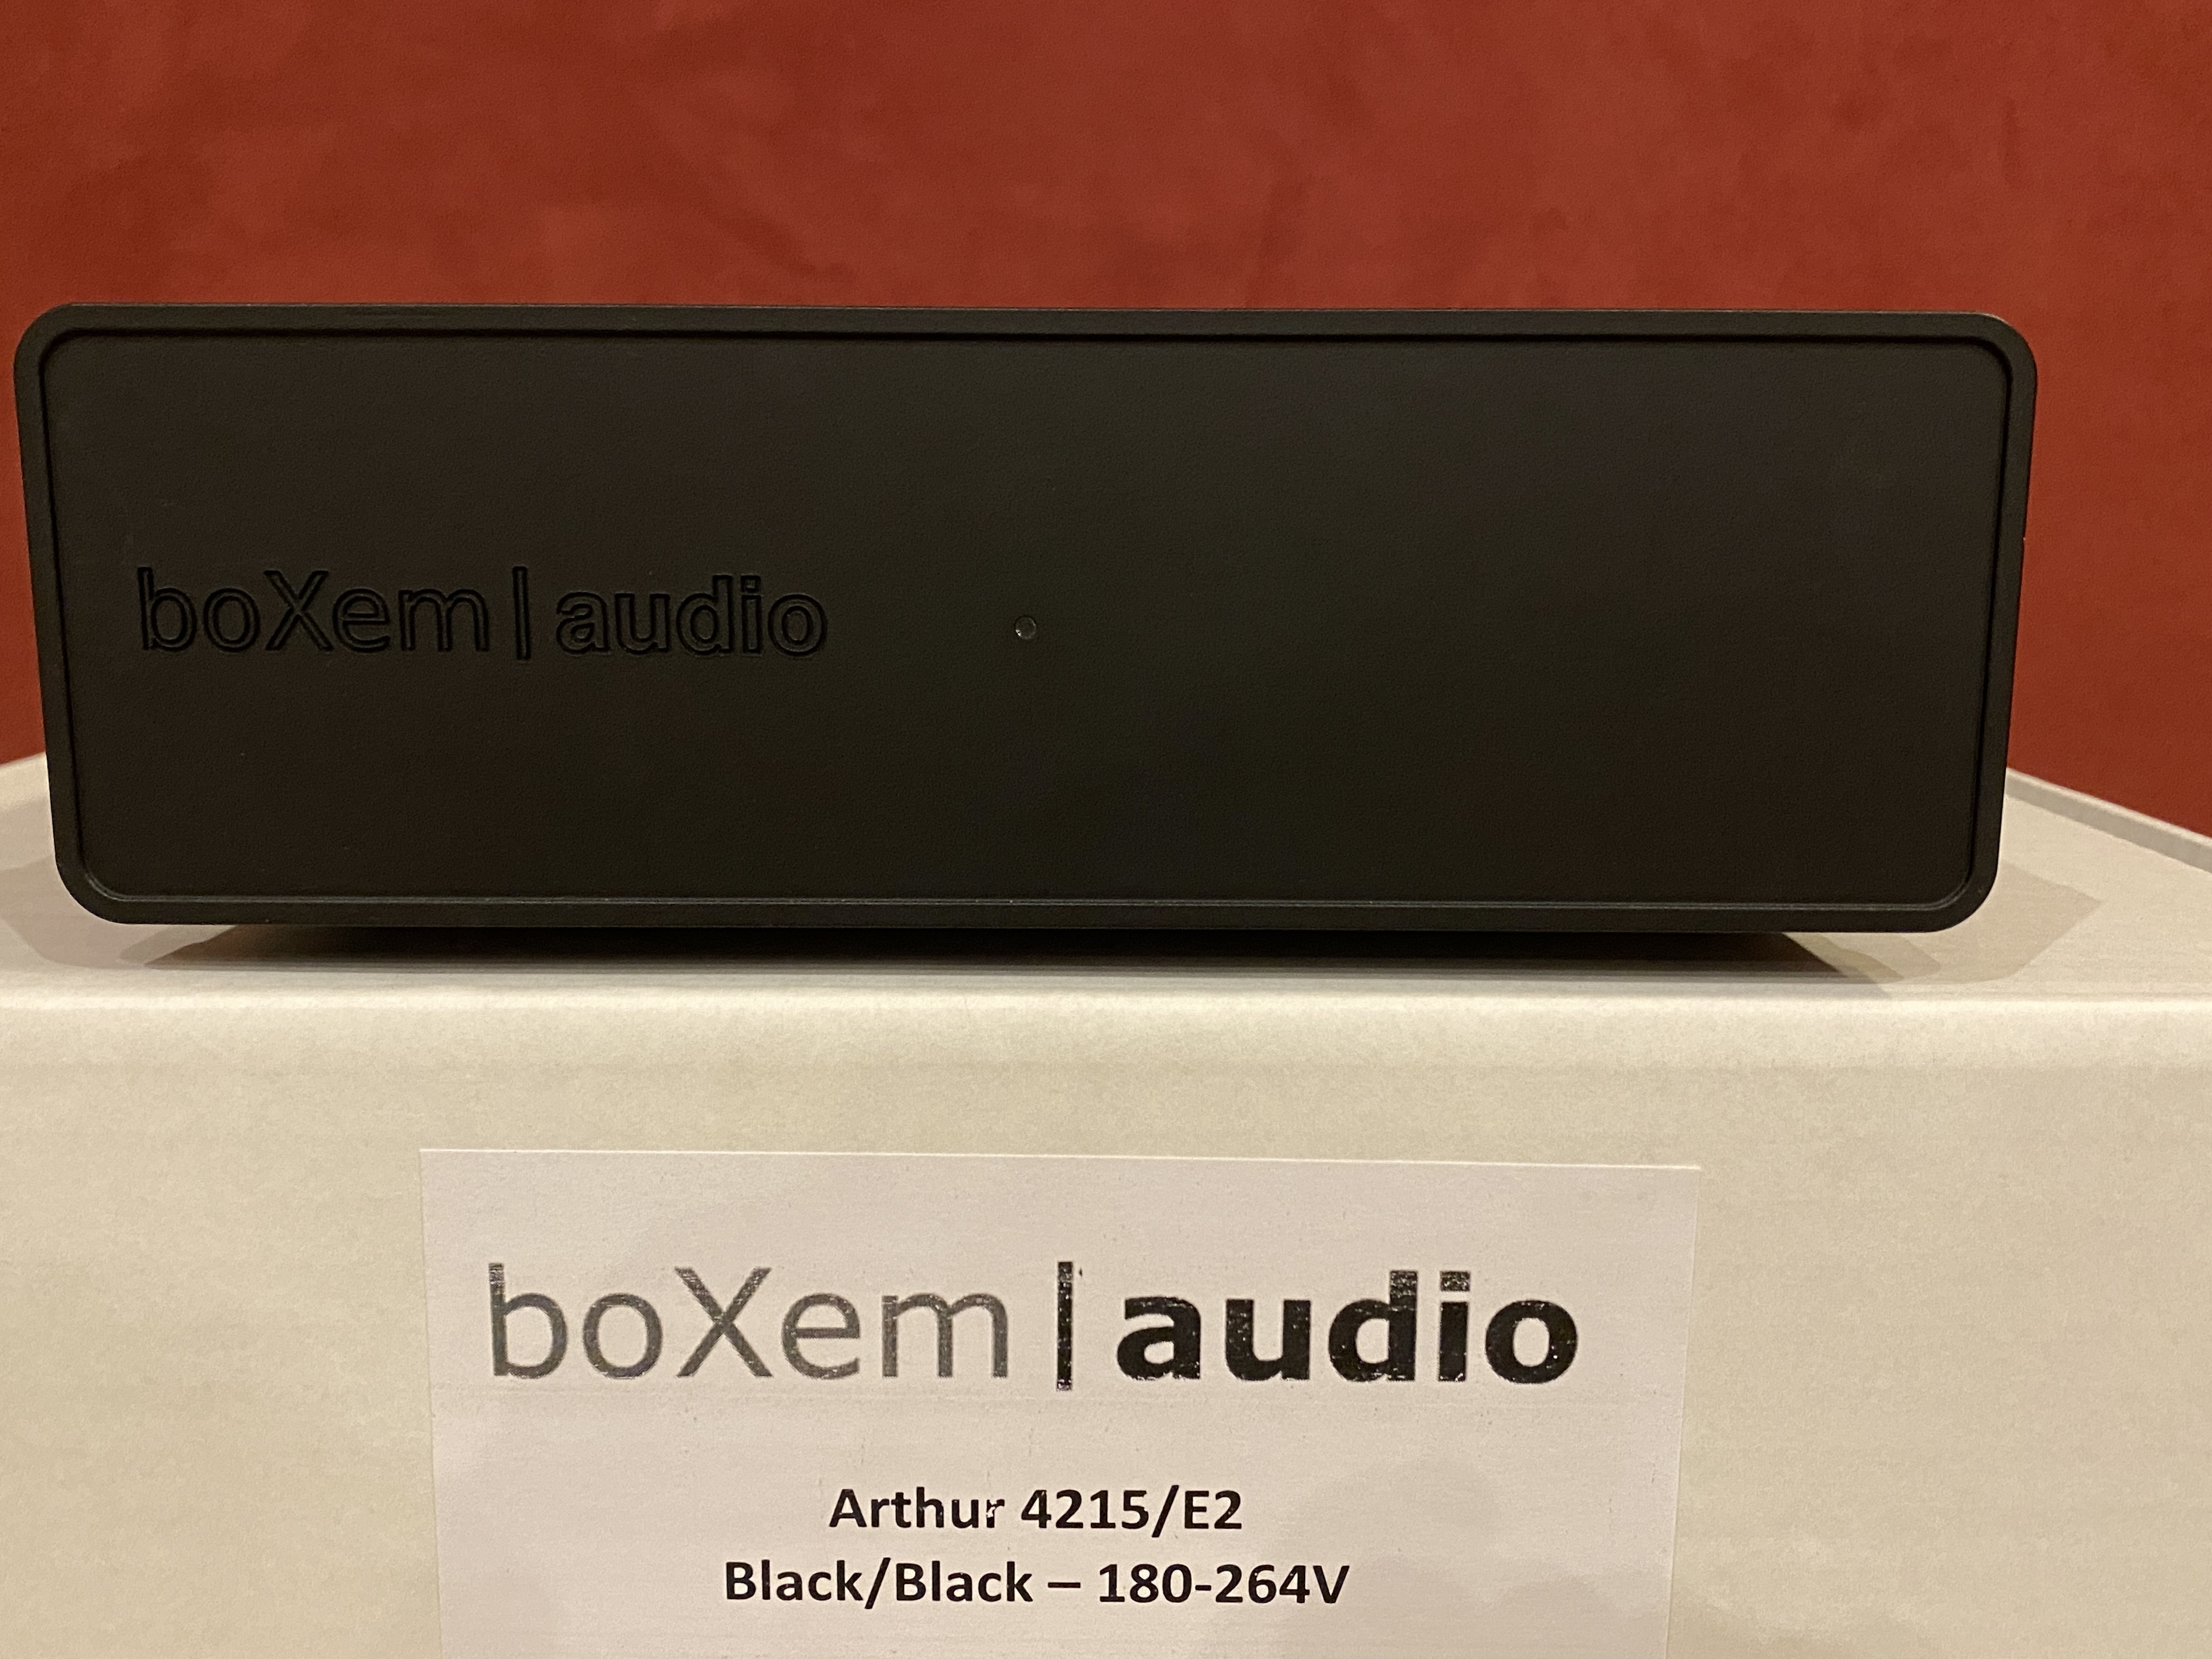 boXem | audio
boXem | audio
Arthur 4215/E2
Black/Black – 180-264V